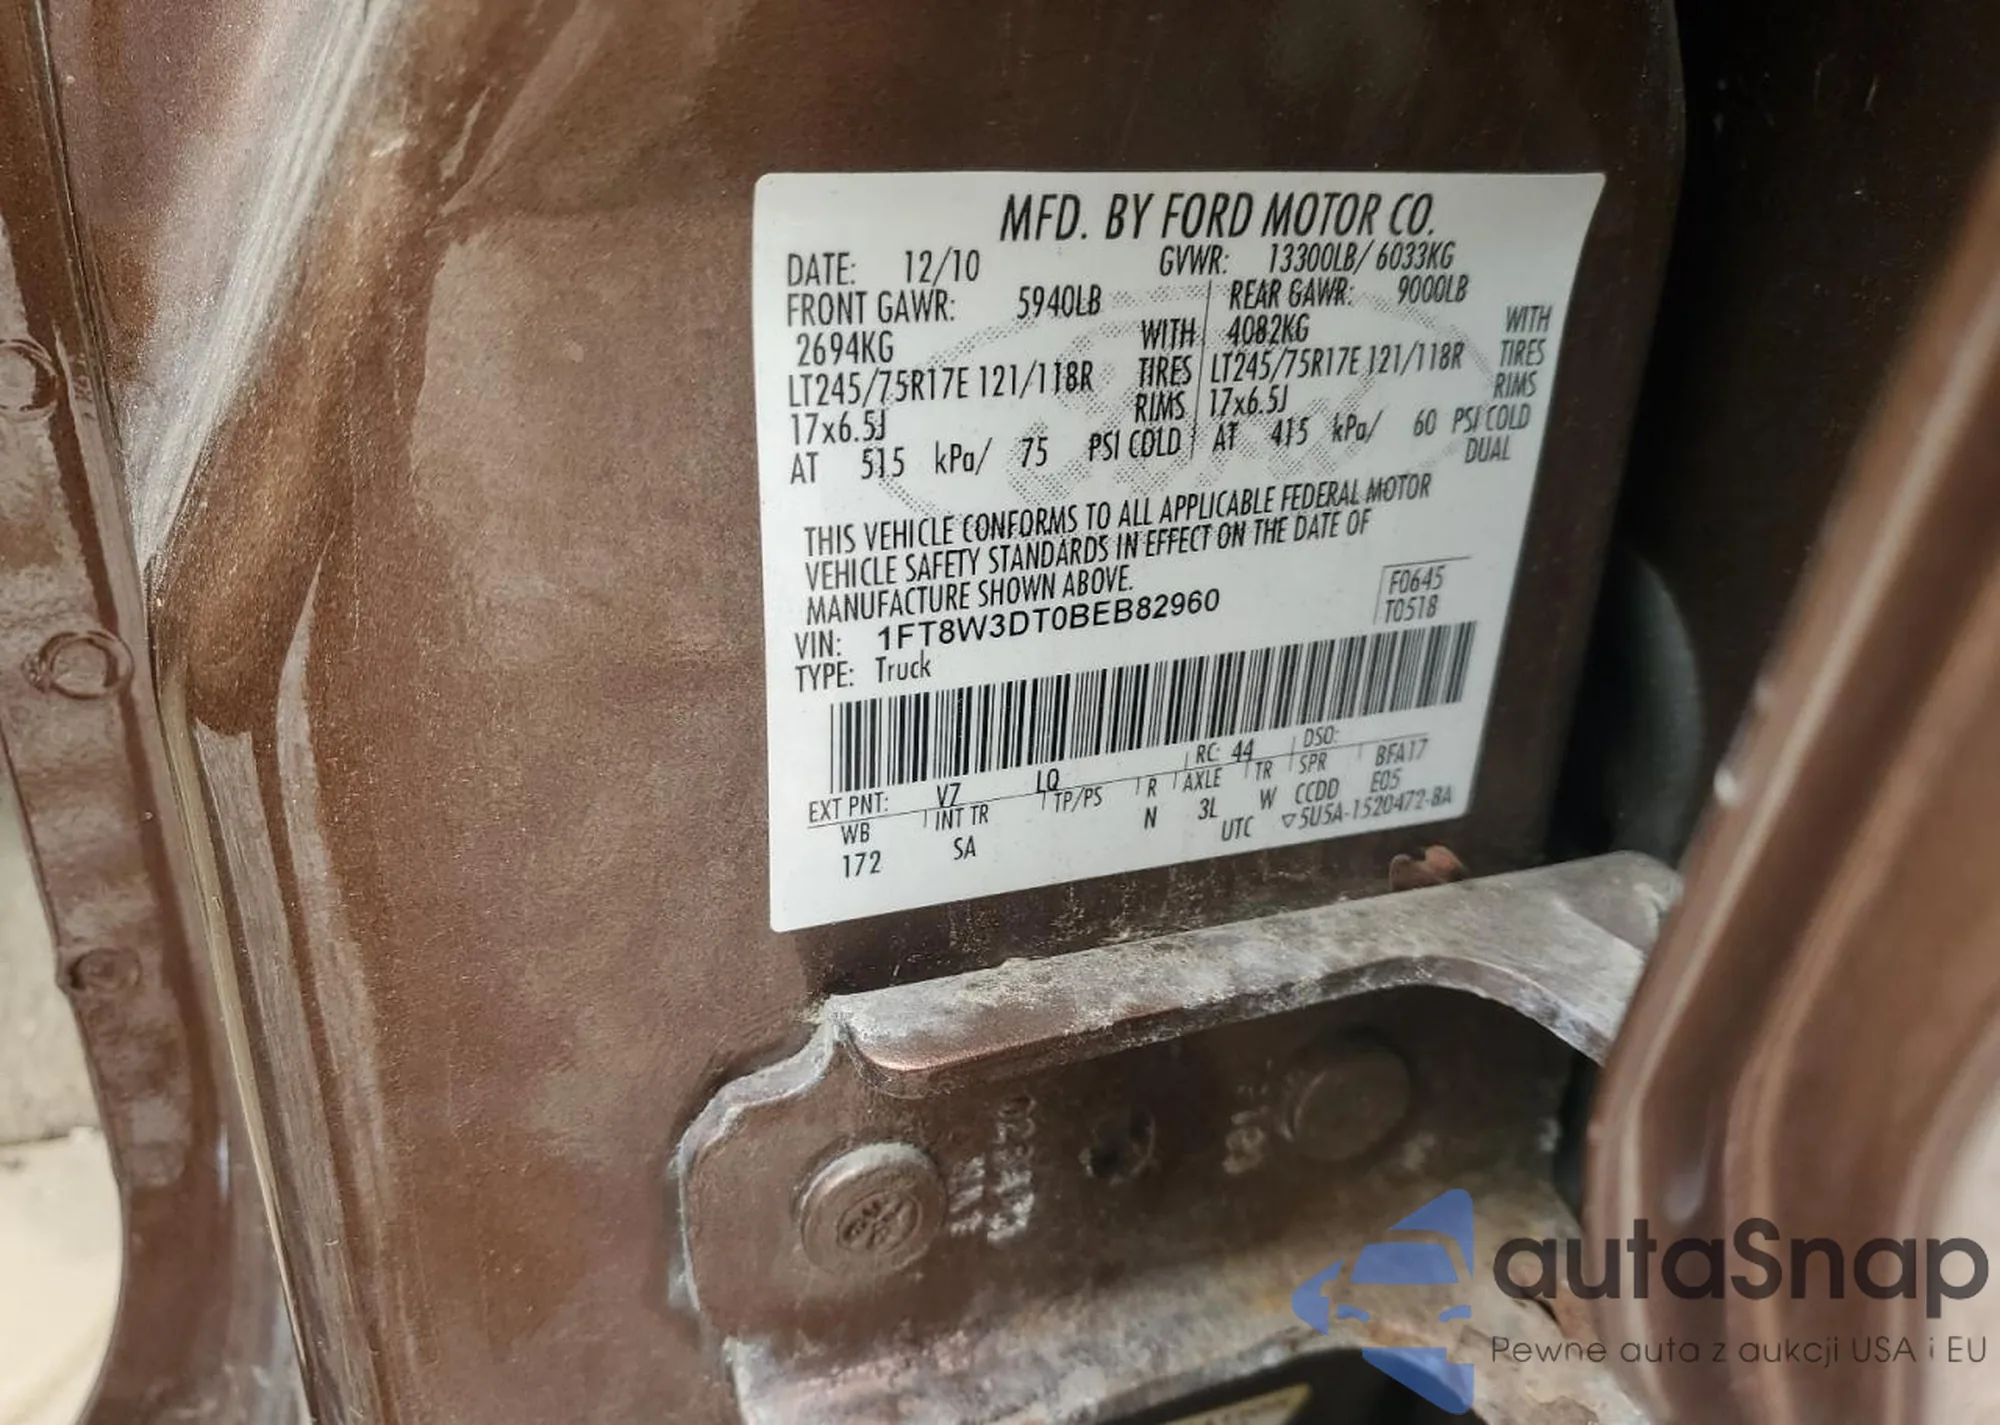 MFD. BY FORD MOTOR CO.
DATE: 12/10 GVWR: 13300LB/ 6033KG
FRONT GAWR: 5940LB REAR GAWR: 9000LB
2694KG WITH 4082KG WITH
LT245/75R17E 121/118R TIRES LT245/75R17E 121/118R TIRES
17x6.5J RIMS 17x6.5J RIMS
AT 515 kPa/ 75 PSI COLD AT 415 kPa/ 60 PSI COLD
DUAL
THIS VEHICLE CONFORMS TO ALL APPLICABLE FEDERAL MOTOR
VEHICLE SAFETY STANDARDS IN EFFECT ON THE DATE OF
MANUFACTURE SHOWN ABOVE.
F0645
VIN: 1FT8W3DT0BEB82960 T0518
TYPE: Truck
EXT PNT: V7 LQ RC: 44 DSO:
WB INT TR TP/PS R AXLE TR SPR BFA17
172 SA N 3L W CCDD E05
UTC ▽5U5A-1520472-BA
autaSnap
Pewne auta z aukcji USA i EU